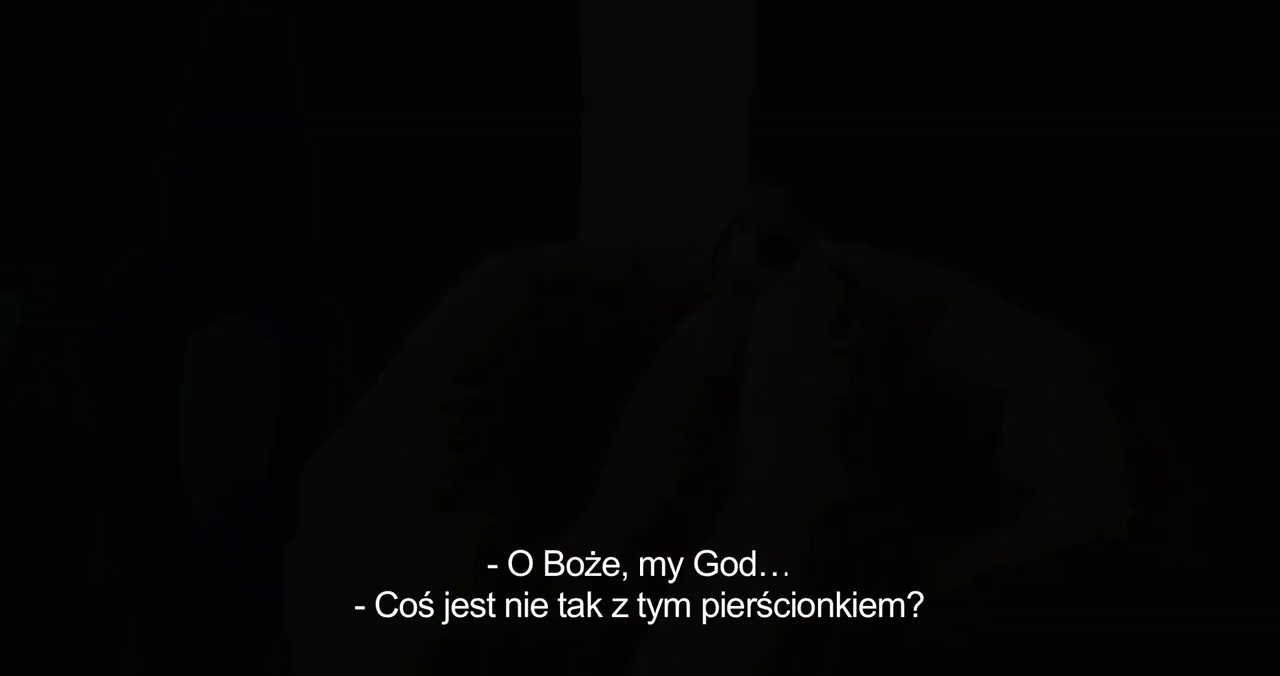 - O Boże, my God…
- Coś jest nie tak z tym pierścionkiem?